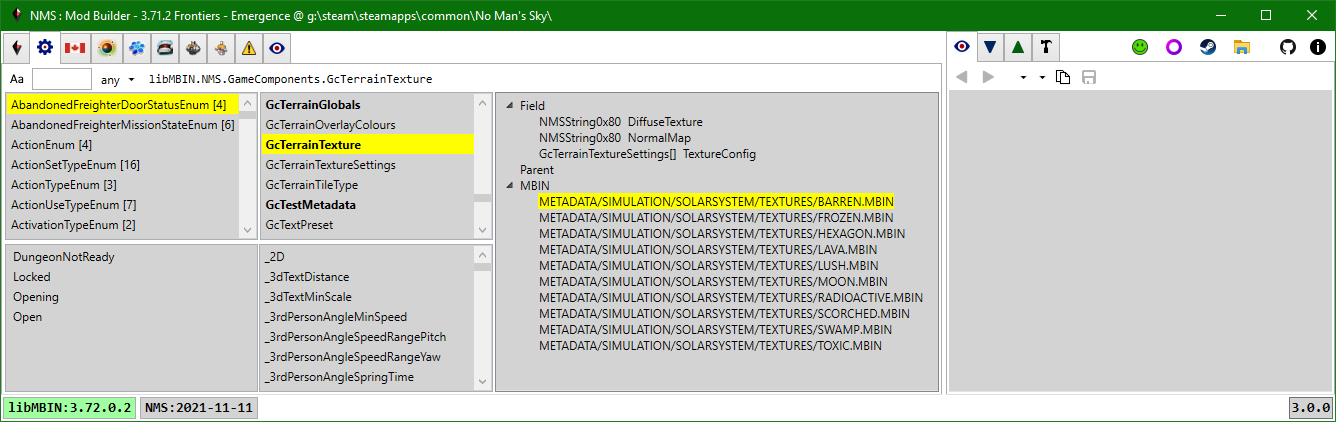 NMS : Mod Builder - 3.71.2 Frontiers - Emergence @ g:\steam\steamapps\common\No Man's Sky\
Aa any libMBIN.NMS.GameComponents.GcTerrainTexture
AbandonedFreighterDoorStatusEnum [4]
AbandonedFreighterMissionStateEnum [6]
ActionEnum [4]
ActionSetTypeEnum [16]
ActionTypeEnum [3]
ActionUseTypeEnum [7]
ActivationTypeEnum [2]
GcTerrainGlobals
GcTerrainOverlayColours
GcTerrainTexture
GcTerrainTextureSettings
GcTerrainTileType
GcTestMetadata
GcTextPreset
DungeonNotReady
Locked
Opening
Open
_2D
_3dTextDistance
_3dTextMinScale
_3rdPersonAngleMinSpeed
_3rdPersonAngleSpeedRangePitch
_3rdPersonAngleSpeedRangeYaw
_3rdPersonAngleSpringTime
Field
NMSString0x80 DiffuseTexture
NMSString0x80 NormalMap
GcTerrainTextureSettings[] TextureConfig
Parent
MBIN
METADATA/SIMULATION/SOLARSYSTEM/TEXTURES/BARREN.MBIN
METADATA/SIMULATION/SOLARSYSTEM/TEXTURES/FROZEN.MBIN
METADATA/SIMULATION/SOLARSYSTEM/TEXTURES/HEXAGON.MBIN
METADATA/SIMULATION/SOLARSYSTEM/TEXTURES/LAVA.MBIN
METADATA/SIMULATION/SOLARSYSTEM/TEXTURES/LUSH.MBIN
METADATA/SIMULATION/SOLARSYSTEM/TEXTURES/MOON.MBIN
METADATA/SIMULATION/SOLARSYSTEM/TEXTURES/RADIOACTIVE.MBIN
METADATA/SIMULATION/SOLARSYSTEM/TEXTURES/SCORCHED.MBIN
METADATA/SIMULATION/SOLARSYSTEM/TEXTURES/SWAMP.MBIN
METADATA/SIMULATION/SOLARSYSTEM/TEXTURES/TOXIC.MBIN
libMBIN:3.72.0.2 NMS:2021-11-11 3.0.0